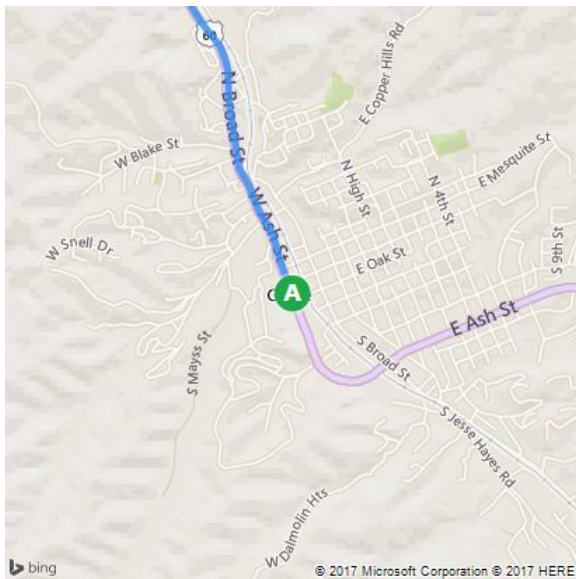 60
E Copper Hills Rd
N Broad St
W Blake St
E Mesquite St
N High St
N 4th St
W Ash St
W Snell Dr
E Oak St
S 9th St
A
E Ash St
S Mayss St
S Broad St
S Jesse Hayes Rd
W Dalmolin Hts
bing
© 2017 Microsoft Corporation © 2017 HERE